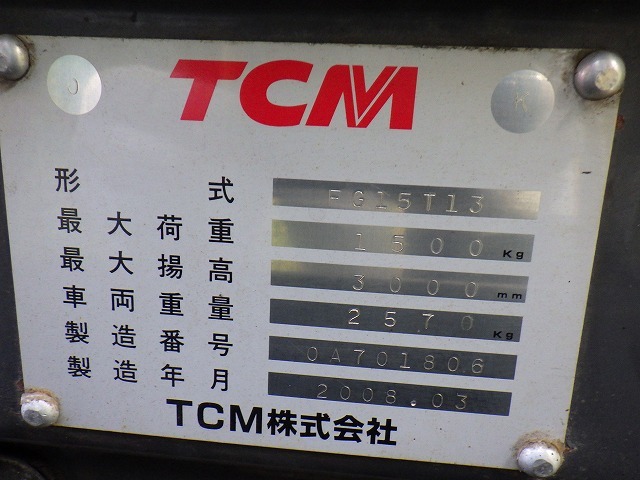 TCM
形式 FG15T13
最大荷重 1500 Kg
最大揚高 3000 mm
車両重量 2570 Kg
製造番号 0A701806
製造年月 2008.03
TCM株式会社